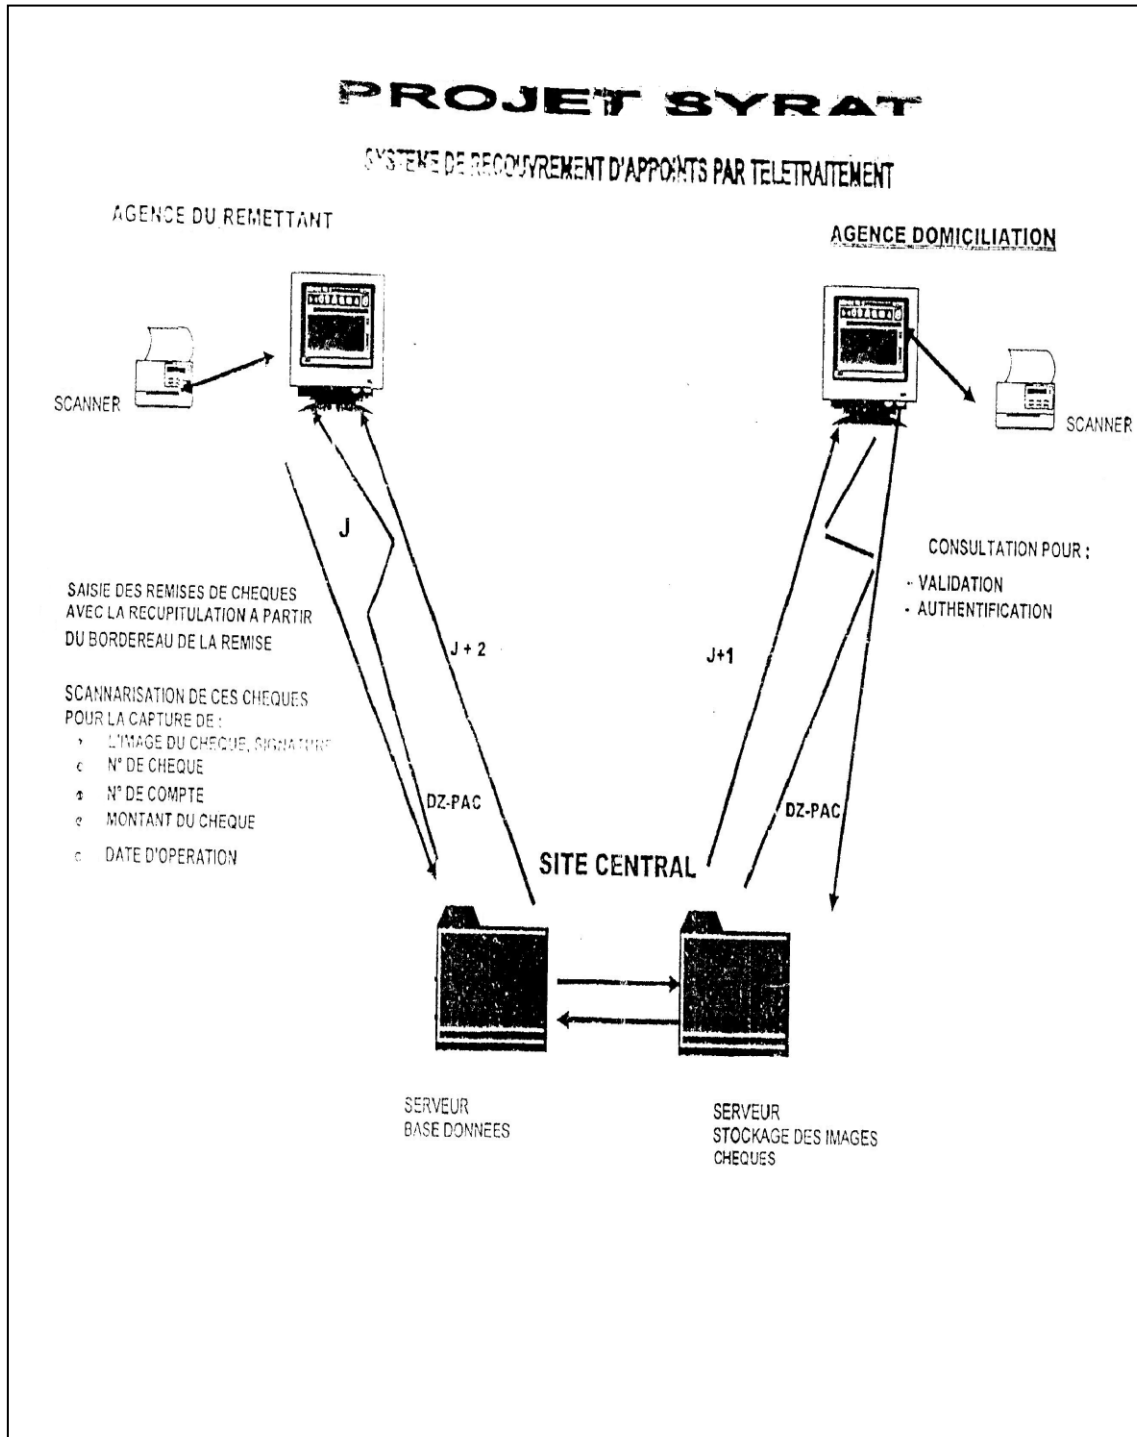 PROJET SYRAT
SYSTEME DE RECOUVREMENT D'APPOINTS PAR TELETRAITEMENT
AGENCE DU REMETTANT
AGENCE DOMICILIATION
SCANNER
SCANNER
J
CONSULTATION POUR :
- VALIDATION
- AUTHENTIFICATION
SAISIE DES REMISES DE CHEQUES
AVEC LA RECUPITULATION A PARTIR
DU BORDEREAU DE LA REMISE
J + 2
J+1
SCANNARISATION DE CES CHEQUES
POUR LA CAPTURE DE :
L'IMAGE DU CHEQUE, SIGNATURE
N° DE CHEQUE
N° DE COMPTE
MONTANT DU CHEQUE
DATE D'OPERATION
DZ-PAC
DZ-PAC
SITE CENTRAL
SERVEUR
BASE DONNEES
SERVEUR
STOCKAGE DES IMAGES
CHEQUES